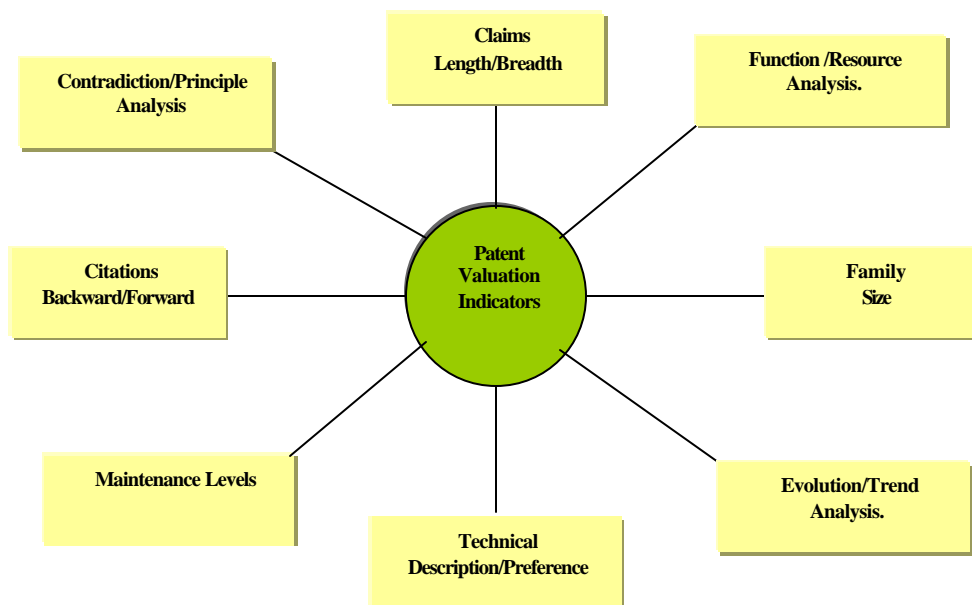 Claims
Length/Breadth
Function /Resource
Analysis.
Contradiction/Principle
Analysis
Patent
Valuation
Indicators
Citations
Backward/Forward
Family
Size
Maintenance Levels
Evolution/Trend
Analysis.
Technical
Description/Preference